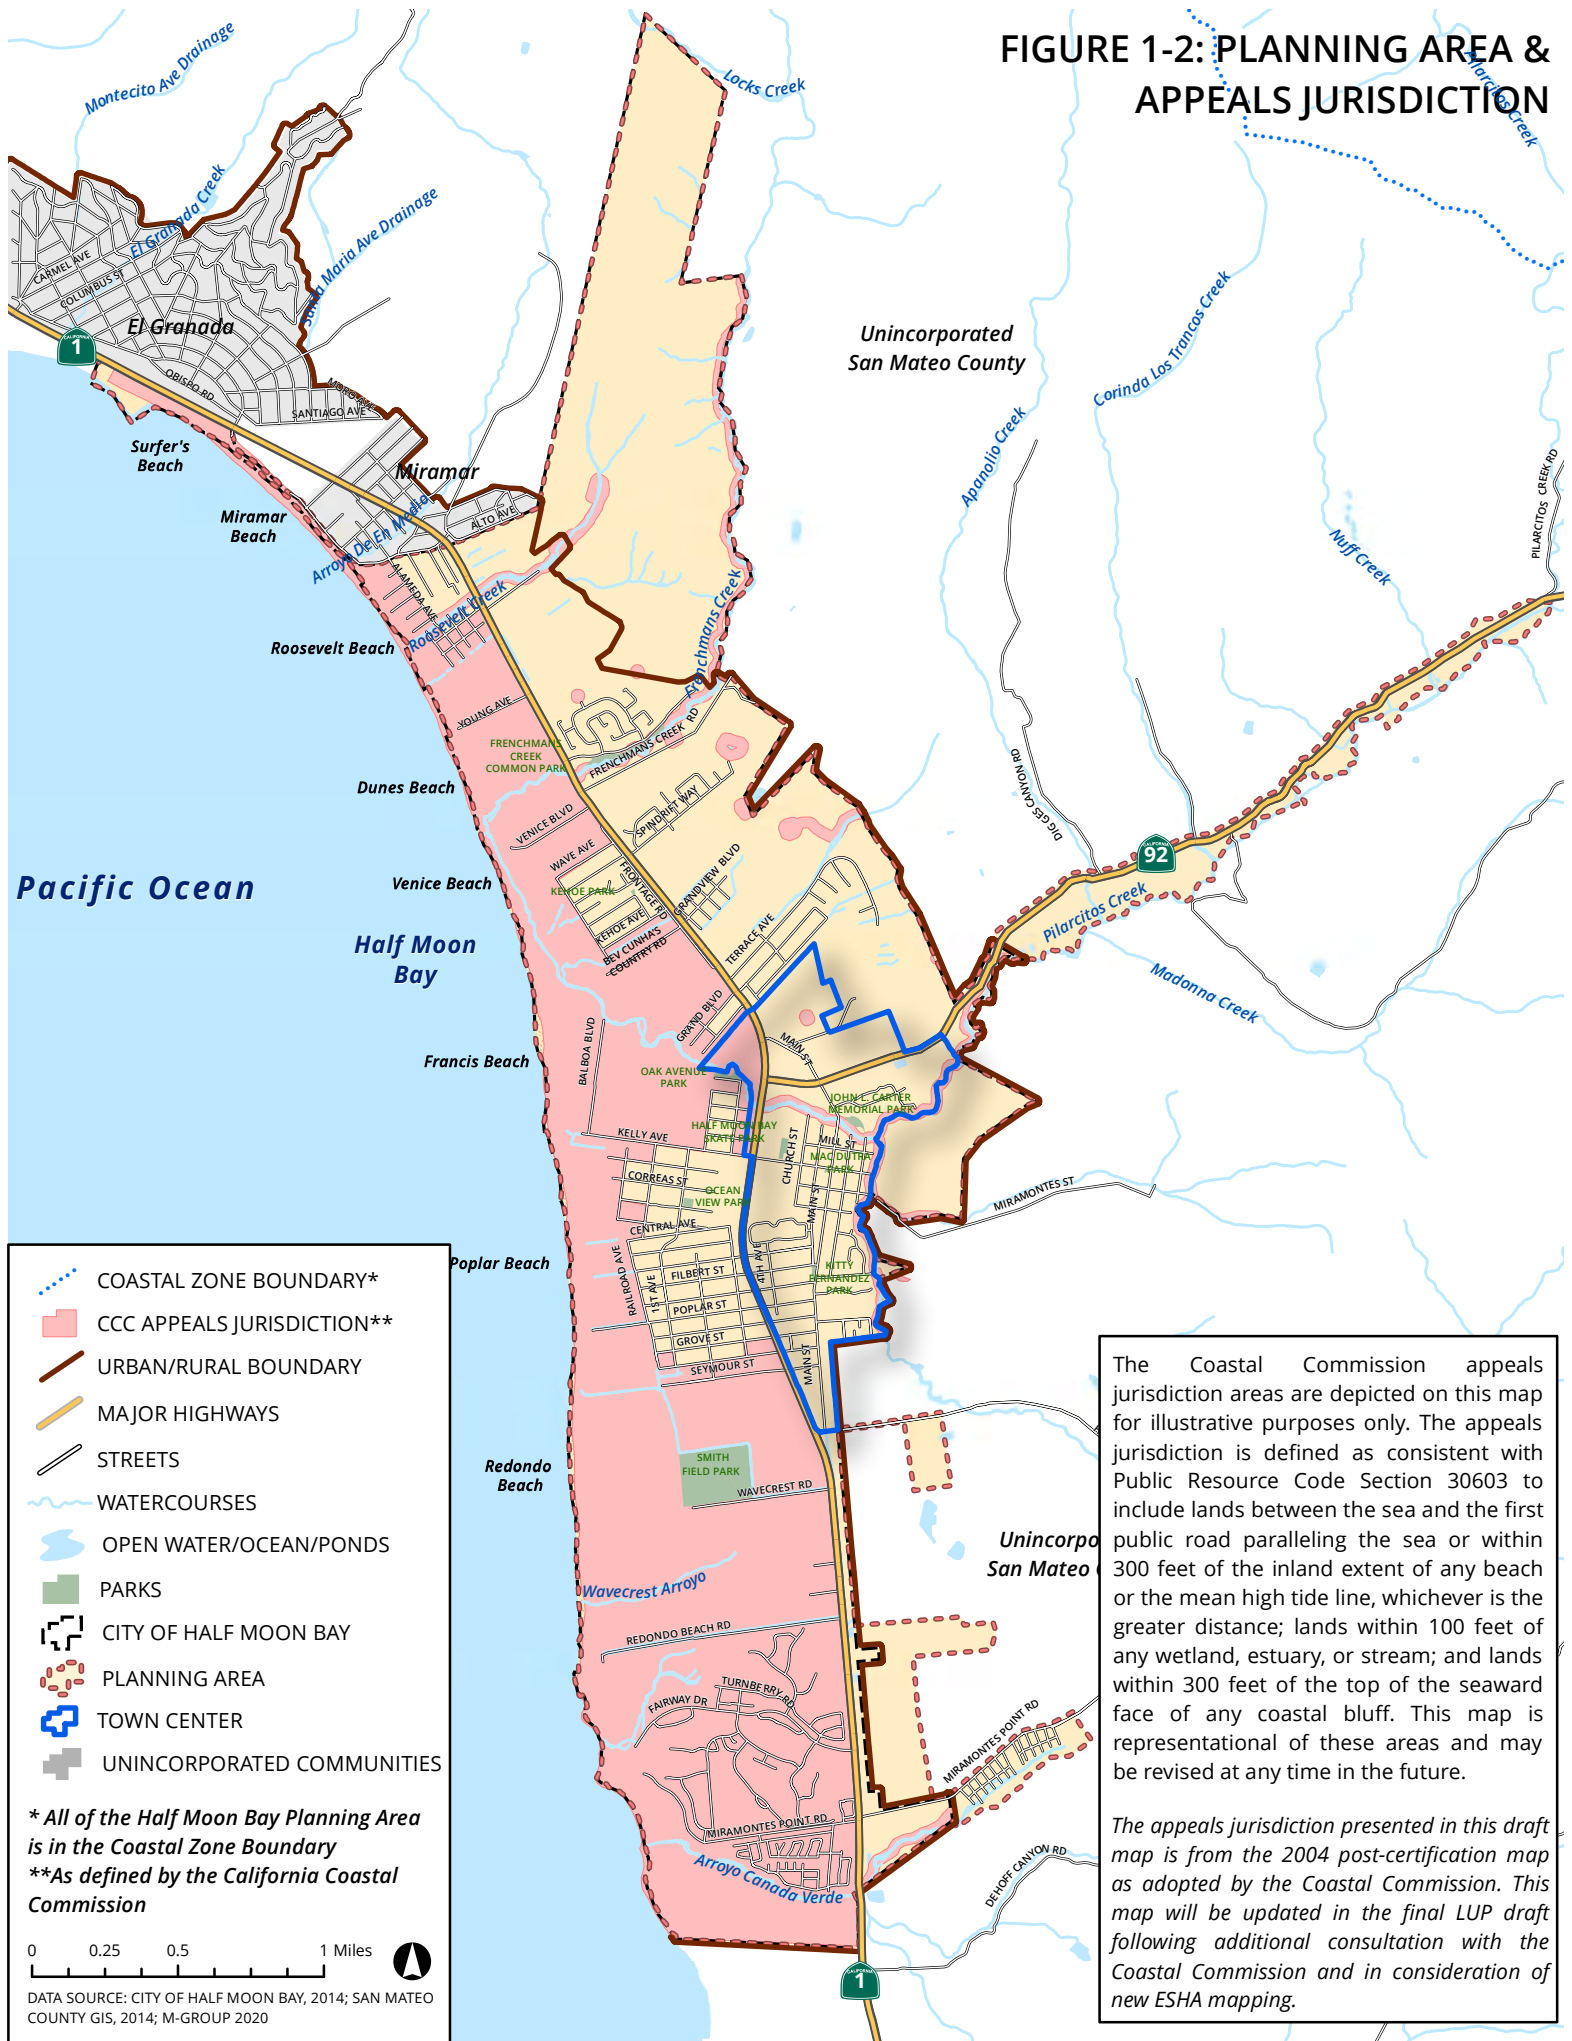 FIGURE 1-2: PLANNING AREA &
APPEALS JURISDICTION
Montecito Ave Drainage
Locks Creek
Pilarcitos Creek
El Granada Creek
Santa Maria Ave Drainage
CARMEL AVE
COLUMBUS ST
El Granada
CALIFORNIA
1
OBISPO RD
MORO AVE
SANTIAGO AVE
Unincorporated
San Mateo County
Corinda Los Trancos Creek
Apanolio Creek
Surfer's
Beach
Miramar
Miramar
Beach
ALTO AVE
Arroyo De En Medio
PILARCITOS CREEK RD
Nuff Creek
ALAMEDA AVE
Roosevelt Creek
Roosevelt Beach
Frenchmans Creek
YOUNG AVE
FRENCHMANS
CREEK
COMMON PARK
FRENCHMANS CREEK RD
Dunes Beach
SPINDRIFT WAY
VENICE BLVD
WAVE AVE
DIGGES CANYON RD
CALIFORNIA
92
Pacific Ocean
Venice Beach
KEHOE PARK
FRONTAGE RD
GRANDVIEW BLVD
KEHOE AVE
BEV CUNHA'S
COUNTRY RD
TERRACE AVE
Pilarcitos Creek
Half Moon
Bay
Madonna Creek
GRAND BLVD
BALBOA BLVD
MAIN ST
Francis Beach
OAK AVENUE
PARK
JOHN L. CARTER
MEMORIAL PARK
HALF MOON BAY
SKATE PARK
KELLY AVE
CHURCH ST
MILL ST
MAC DUTRA
PARK
CORREAS ST
OCEAN
VIEW PARK
MAIN ST
MIRAMONTES ST
CENTRAL AVE
Poplar Beach
RAILROAD AVE
1ST AVE
FILBERT ST
4TH AVE
KITTY
FERNANDEZ
PARK
POPLAR ST
GROVE ST
SEYMOUR ST
MAIN ST
Redondo
Beach
SMITH
FIELD PARK
WAVECREST RD
Unincorpo
San Mateo
Wavecrest Arroyo
REDONDO BEACH RD
TURNBERRY RD
FAIRWAY DR
MIRAMONTES POINT RD
MIRAMONTES POINT RD
Arroyo Canada Verde
DEHOFF CANYON RD
CALIFORNIA
1
COASTAL ZONE BOUNDARY*
CCC APPEALS JURISDICTION**
URBAN/RURAL BOUNDARY
MAJOR HIGHWAYS
STREETS
WATERCOURSES
OPEN WATER/OCEAN/PONDS
PARKS
CITY OF HALF MOON BAY
PLANNING AREA
TOWN CENTER
UNINCORPORATED COMMUNITIES
* All of the Half Moon Bay Planning Area
is in the Coastal Zone Boundary
**As defined by the California Coastal
Commission
0 0.25 0.5 1 Miles
DATA SOURCE: CITY OF HALF MOON BAY, 2014; SAN MATEO
COUNTY GIS, 2014; M-GROUP 2020
The Coastal Commission appeals
jurisdiction areas are depicted on this map
for illustrative purposes only. The appeals
jurisdiction is defined as consistent with
Public Resource Code Section 30603 to
include lands between the sea and the first
public road paralleling the sea or within
300 feet of the inland extent of any beach
or the mean high tide line, whichever is the
greater distance; lands within 100 feet of
any wetland, estuary, or stream; and lands
within 300 feet of the top of the seaward
face of any coastal bluff. This map is
representational of these areas and may
be revised at any time in the future.
The appeals jurisdiction presented in this draft
map is from the 2004 post-certification map
as adopted by the Coastal Commission. This
map will be updated in the final LUP draft
following additional consultation with the
Coastal Commission and in consideration of
new ESHA mapping.